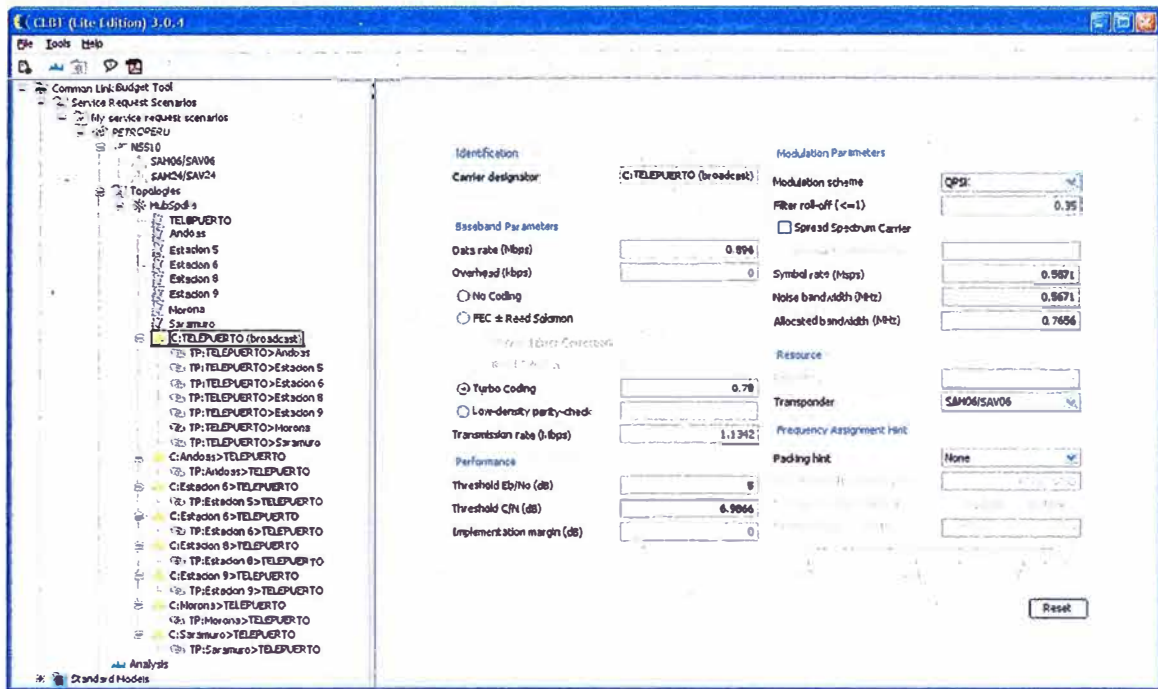 CLBT (Lite Edition) 3.0.4
File Tools Help
Common Link Budget Tool
Service Request Scenarios
My service request scenarios
PETROPERU
NSS10
SAM06/SAV06
SAM24/SAV24
Topologies
HubSpoke
TELEPUERTO
Andoas
Estacion 5
Estacion 6
Estacion 8
Estacion 9
Morona
Saramuro
C:TELEPUERTO (broadcast)
TP:TELEPUERTO>Andoas
TP:TELEPUERTO>Estacion 5
TP:TELEPUERTO>Estacion 6
TP:TELEPUERTO>Estacion 8
TP:TELEPUERTO>Estacion 9
TP:TELEPUERTO>Morona
TP:TELEPUERTO>Saramuro
C:Andoas>TELEPUERTO
TP:Andoas>TELEPUERTO
C:Estacion 6>TELEPUERTO
TP:Estacion 5>TELEPUERTO
C:Estacion 6>TELEPUERTO
TP:Estacion 6>TELEPUERTO
C:Estacion 8>TELEPUERTO
TP:Estacion 8>TELEPUERTO
C:Estacion 9>TELEPUERTO
TP:Estacion 9>TELEPUERTO
C:Morona>TELEPUERTO
TP:Morona>TELEPUERTO
C:Saramuro>TELEPUERTO
TP:Saramuro>TELEPUERTO
Analysis
Standard Models
Identification
Carrier designator C:TELEPUERTO (broadcast)
Baseband Parameters
Data rate (Mbps) 0.896
Overhead (kbps) 0
No Coding
FEC ± Reed Solomon
Error Correction
Turbo Coding 0.79
Low-density parity-check
Transmission rate (Mbps) 1.1342
Performance
Threshold Eb/No (dB)
Threshold C/N (dB) 6.9866
Implementation margin (dB) 0
Modulation Parameters
Modulation scheme QPSK
Filter roll-off (<=1) 0.35
Spread Spectrum Carrier
Symbol rate (Msps) 0.5671
Noise bandwidth (MHz) 0.5671
Allocated bandwidth (MHz) 0.7656
Resource
Transponder SAM06/SAV06
Frequency Assignment Hint
Packing hint None
Reset